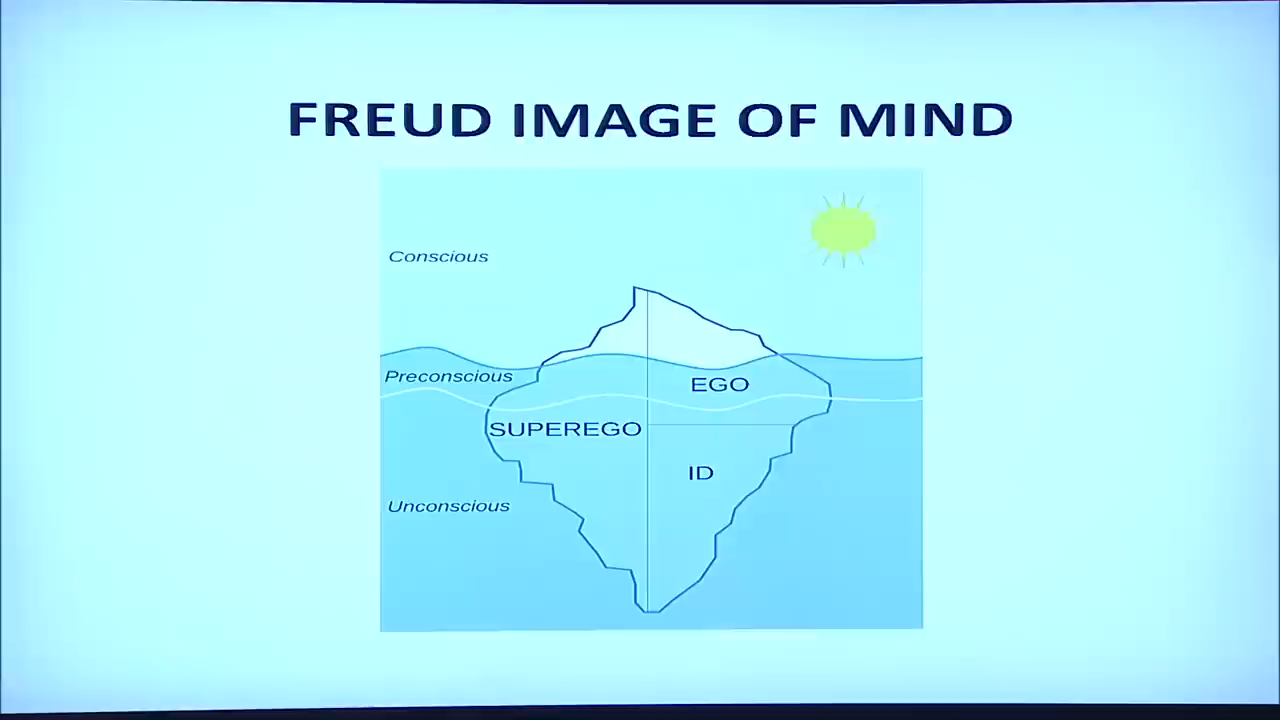 FREUD IMAGE OF MIND
Conscious
Preconscious
EGO
SUPEREGO
ID
Unconscious